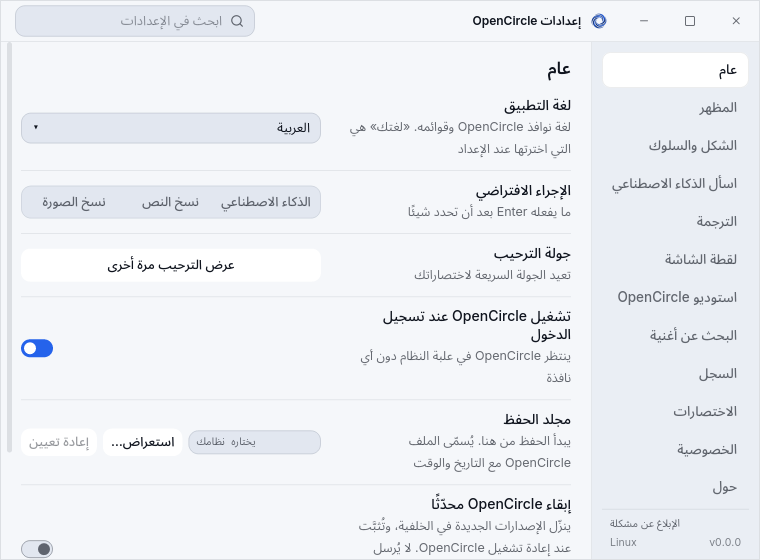 إعدادات OpenCircle
ابحث في الإعدادات
عام
المظهر
الشكل والسلوك
اسأل الذكاء الاصطناعي
الترجمة
لقطة الشاشة
استوديو OpenCircle
البحث عن أغنية
السجل
الاختصارات
الخصوصية
حول
الإبلاغ عن مشكلة
Linux
v0.0.0
عام
لغة التطبيق
لغة نوافذ OpenCircle وقوائمه. «لغتك» هي
التي اخترتها عند الإعداد
العربية
الإجراء الافتراضي
ما يفعله Enter بعد أن تحدد شيئًا
الذكاء الاصطناعي
نسخ النص
نسخ الصورة
جولة الترحيب
تعيد الجولة السريعة لاختصاراتك
عرض الترحيب مرة أخرى
تشغيل OpenCircle عند تسجيل
الدخول
ينتظر OpenCircle في علبة النظام دون أي
نافذة
مجلد الحفظ
يبدأ الحفظ من هنا. يُسمّى الملف
OpenCircle مع التاريخ والوقت
يختاره نظامك
استعراض...
إعادة تعيين
إبقاء OpenCircle محدّثًا
ينزّل الإصدارات الجديدة في الخلفية، وتُثبَّت
عند إعادة تشغيل OpenCircle. لا يُرسل